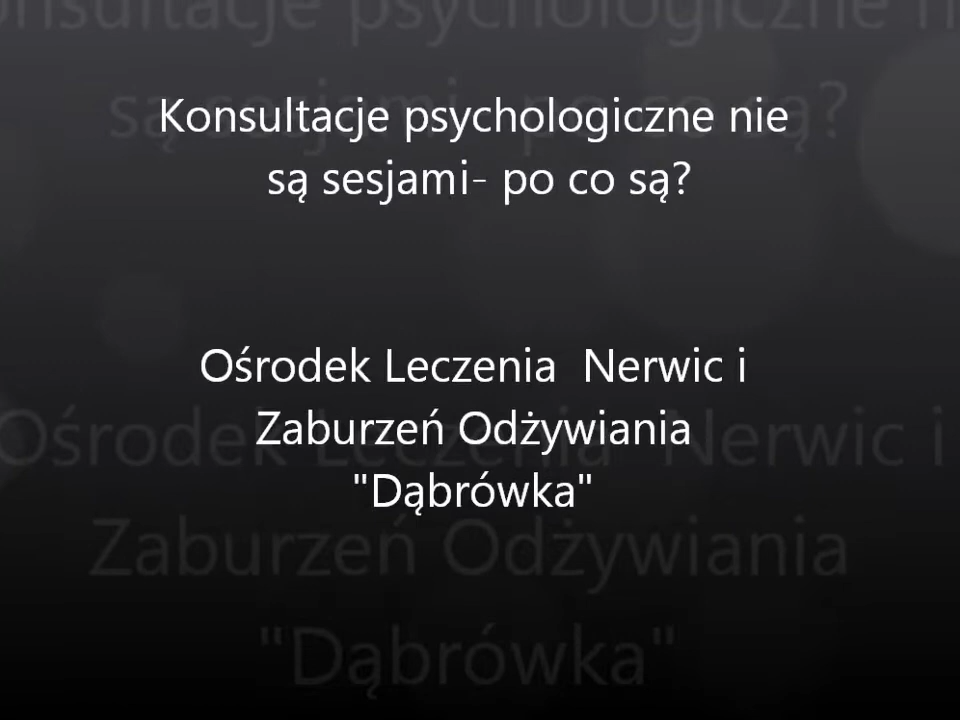 Konsultacje psychologiczne nie
są sesjami- po co są?
Ośrodek Leczenia  Nerwic i
Zaburzeń Odżywiania
"Dąbrówka"